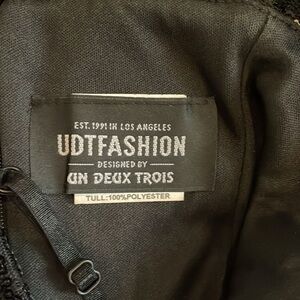 EST. 1991 IN LOS ANGELES
UDTFASHION
DESIGNED BY
UN DEUX TROIS
TULL:100%POLYESTER